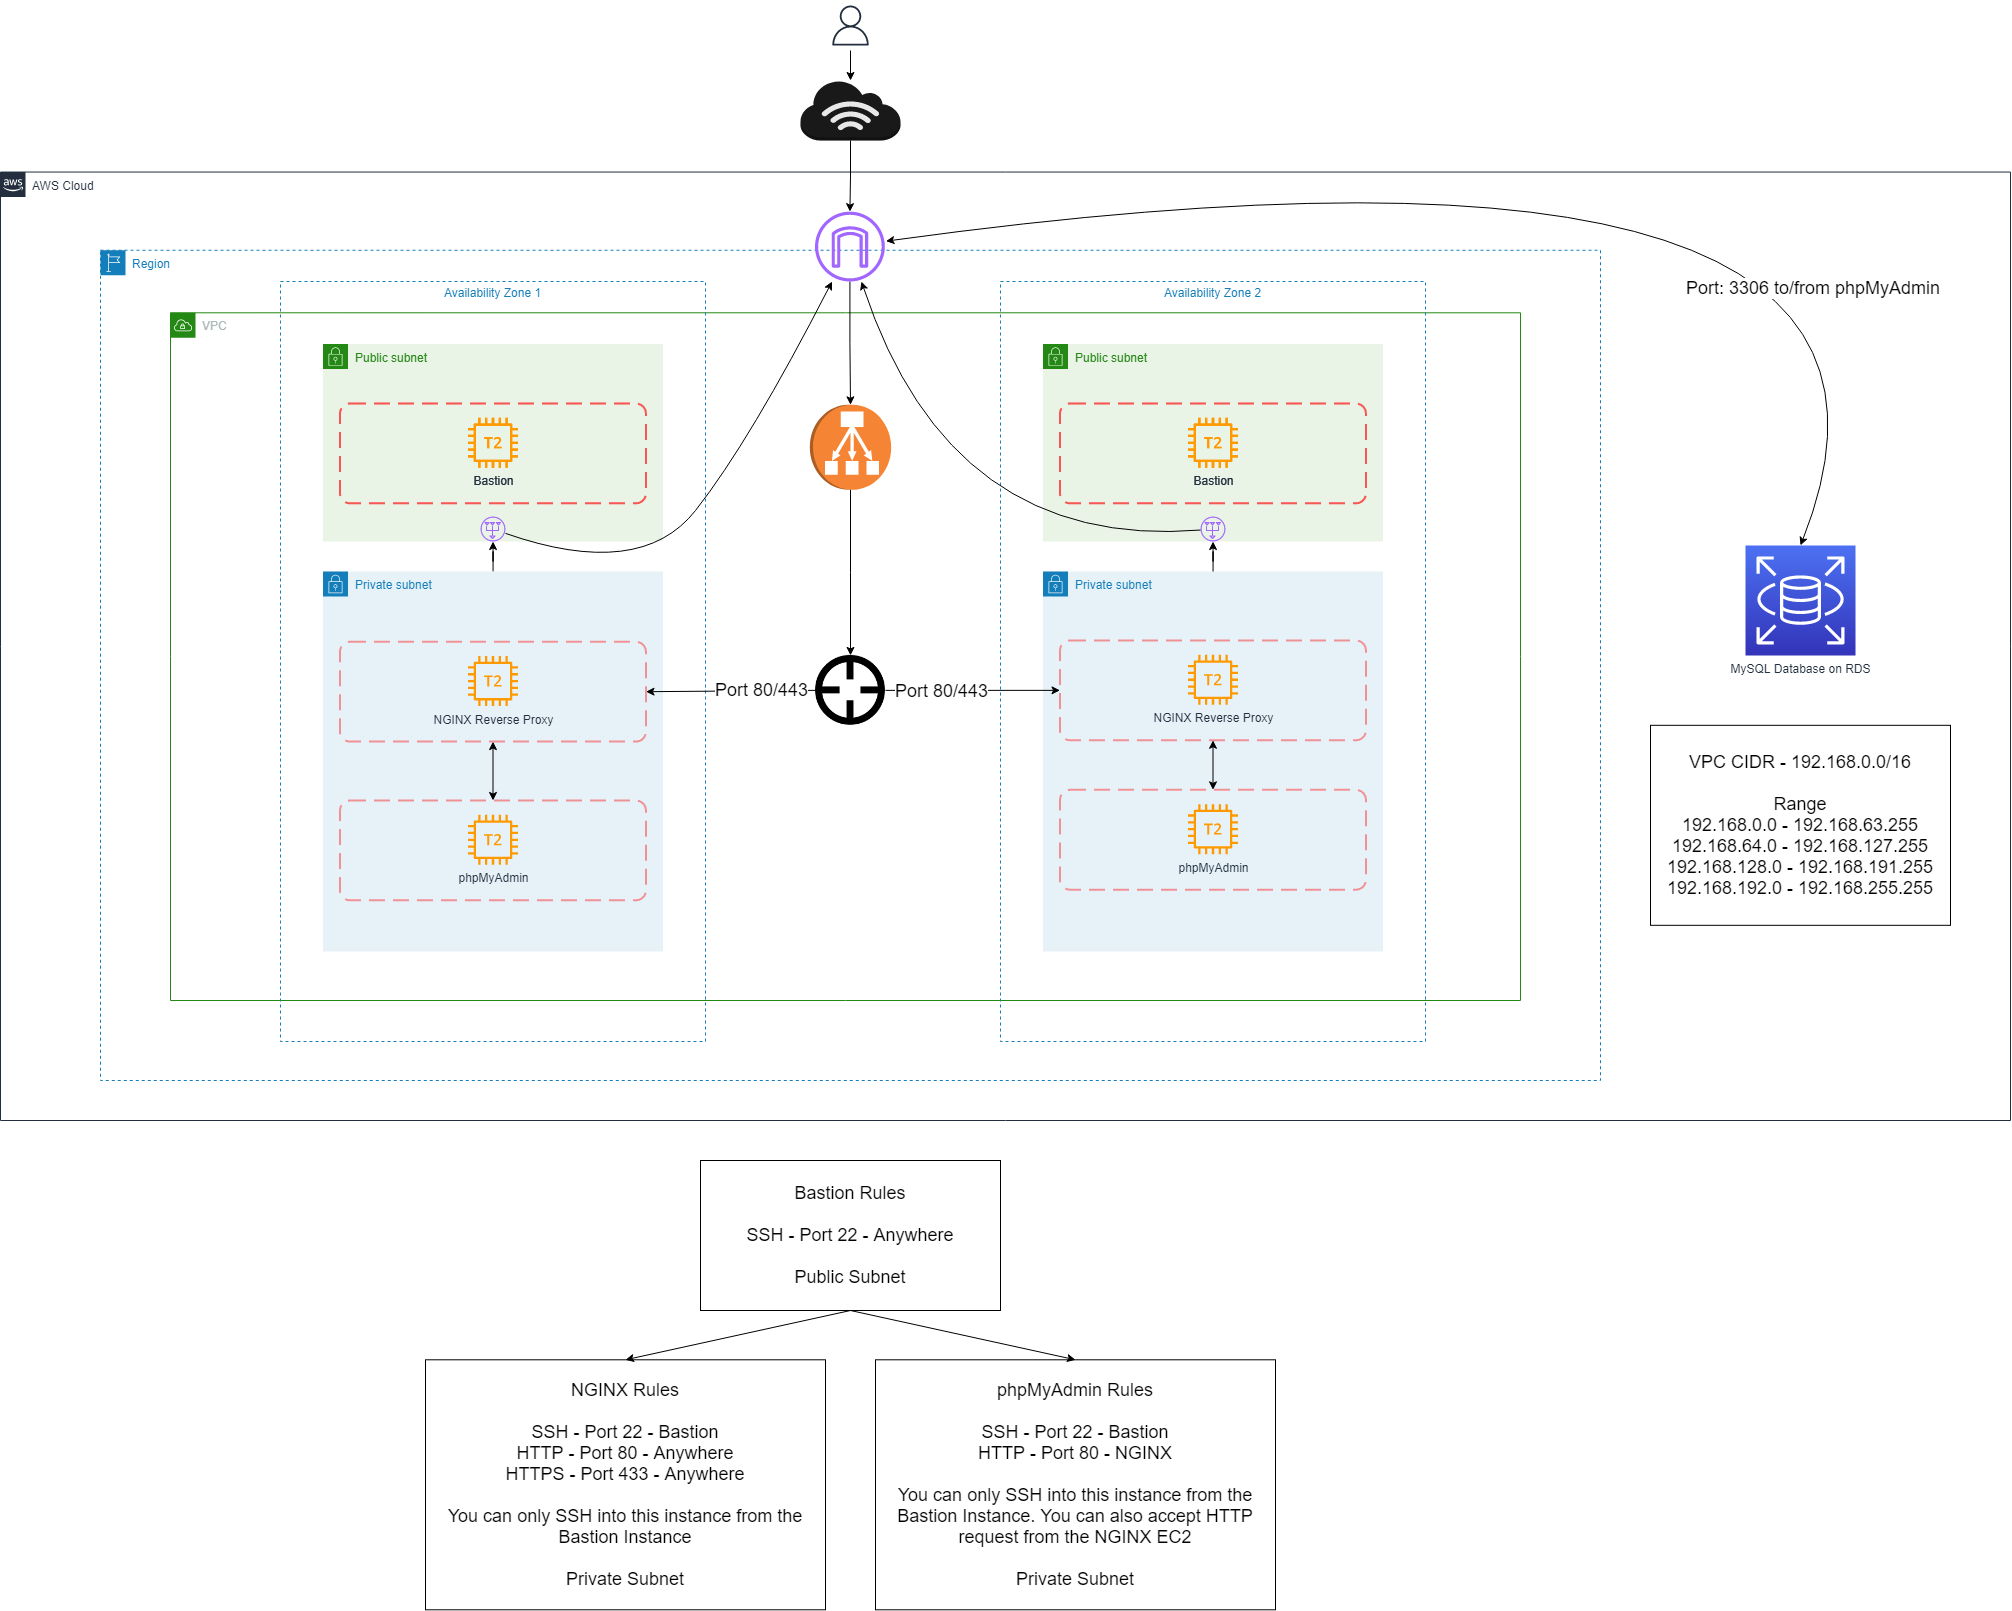 aws
AWS Cloud
Region
Availability Zone 1
Availability Zone 2
Port: 3306 to/from phpMyAdmin
VPC
Public subnet
Public subnet
T2
Bastion
T2
Bastion
Private subnet
Private subnet
MySQL Database on RDS
T2
NGINX Reverse Proxy
Port 80/443
Port 80/443
T2
NGINX Reverse Proxy
T2
phpMyAdmin
T2
phpMyAdmin
VPC CIDR - 192.168.0.0/16
Range
192.168.0.0 - 192.168.63.255
192.168.64.0 - 192.168.127.255
192.168.128.0 - 192.168.191.255
192.168.192.0 - 192.168.255.255
Bastion Rules
SSH - Port 22 - Anywhere
Public Subnet
NGINX Rules
SSH - Port 22 - Bastion
HTTP - Port 80 - Anywhere
HTTPS - Port 433 - Anywhere
You can only SSH into this instance from the
Bastion Instance
Private Subnet
phpMyAdmin Rules
SSH - Port 22 - Bastion
HTTP - Port 80 - NGINX
You can only SSH into this instance from the
Bastion Instance. You can also accept HTTP
request from the NGINX EC2
Private Subnet